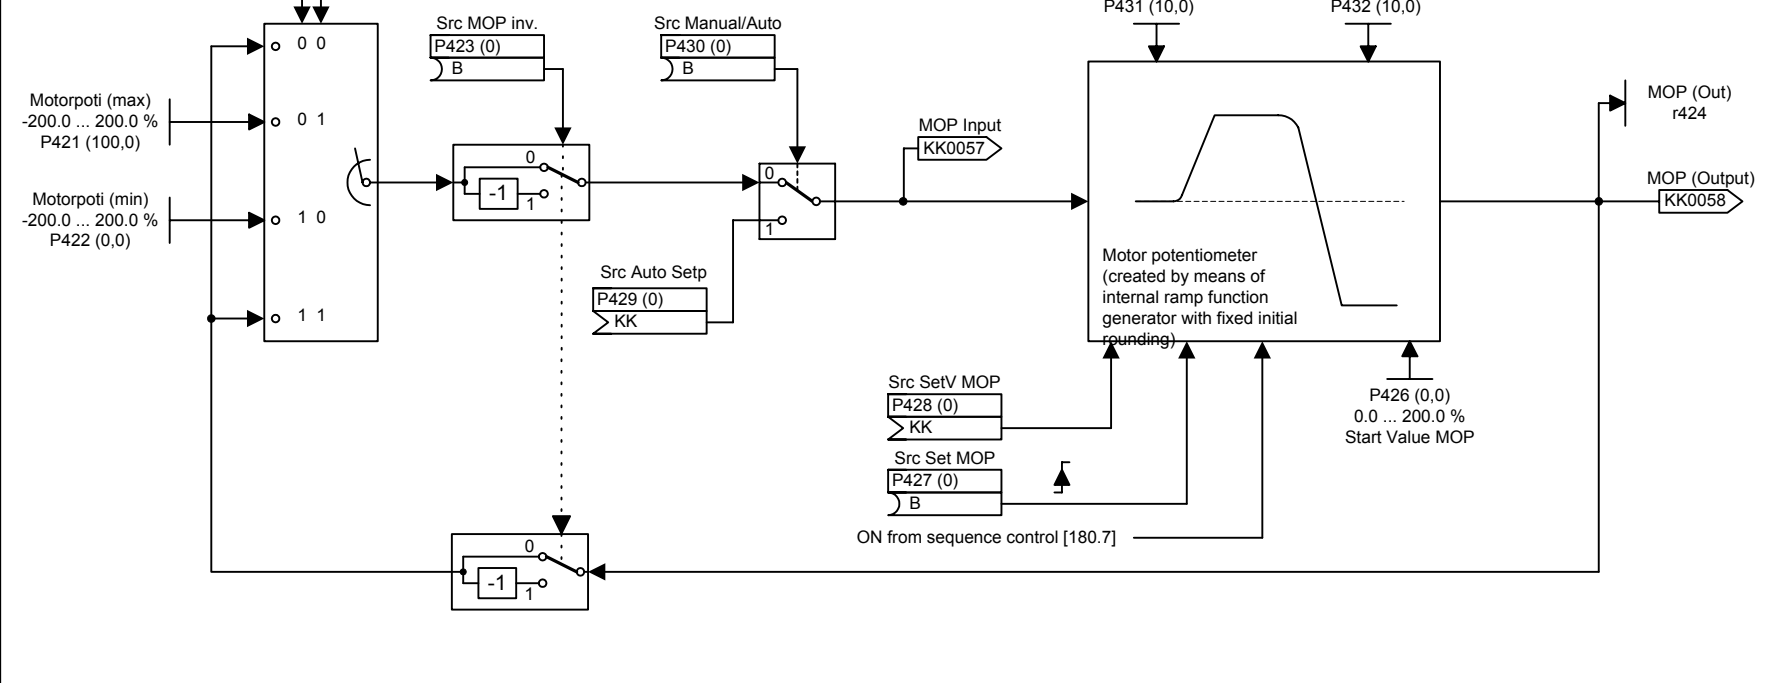 P431 (10,0)
P432 (10,0)
Src MOP inv.
P423 (0)
B
Src Manual/Auto
P430 (0)
B
0 0
0 1
1 0
1 1
Motorpoti (max)
-200.0 ... 200.0 %
P421 (100,0)
Motorpoti (min)
-200.0 ... 200.0 %
P422 (0,0)
0
-1
1
0
1
MOP Input
KK0057
MOP (Out)
r424
MOP (Output)
KK0058
Src Auto Setp
P429 (0)
KK
Motor potentiometer
(created by means of
internal ramp function
generator with fixed initial
rounding)
Src SetV MOP
P428 (0)
KK
Src Set MOP
P427 (0)
B
ON from sequence control [180.7]
P426 (0,0)
0.0 ... 200.0 %
Start Value MOP
0
-1
1